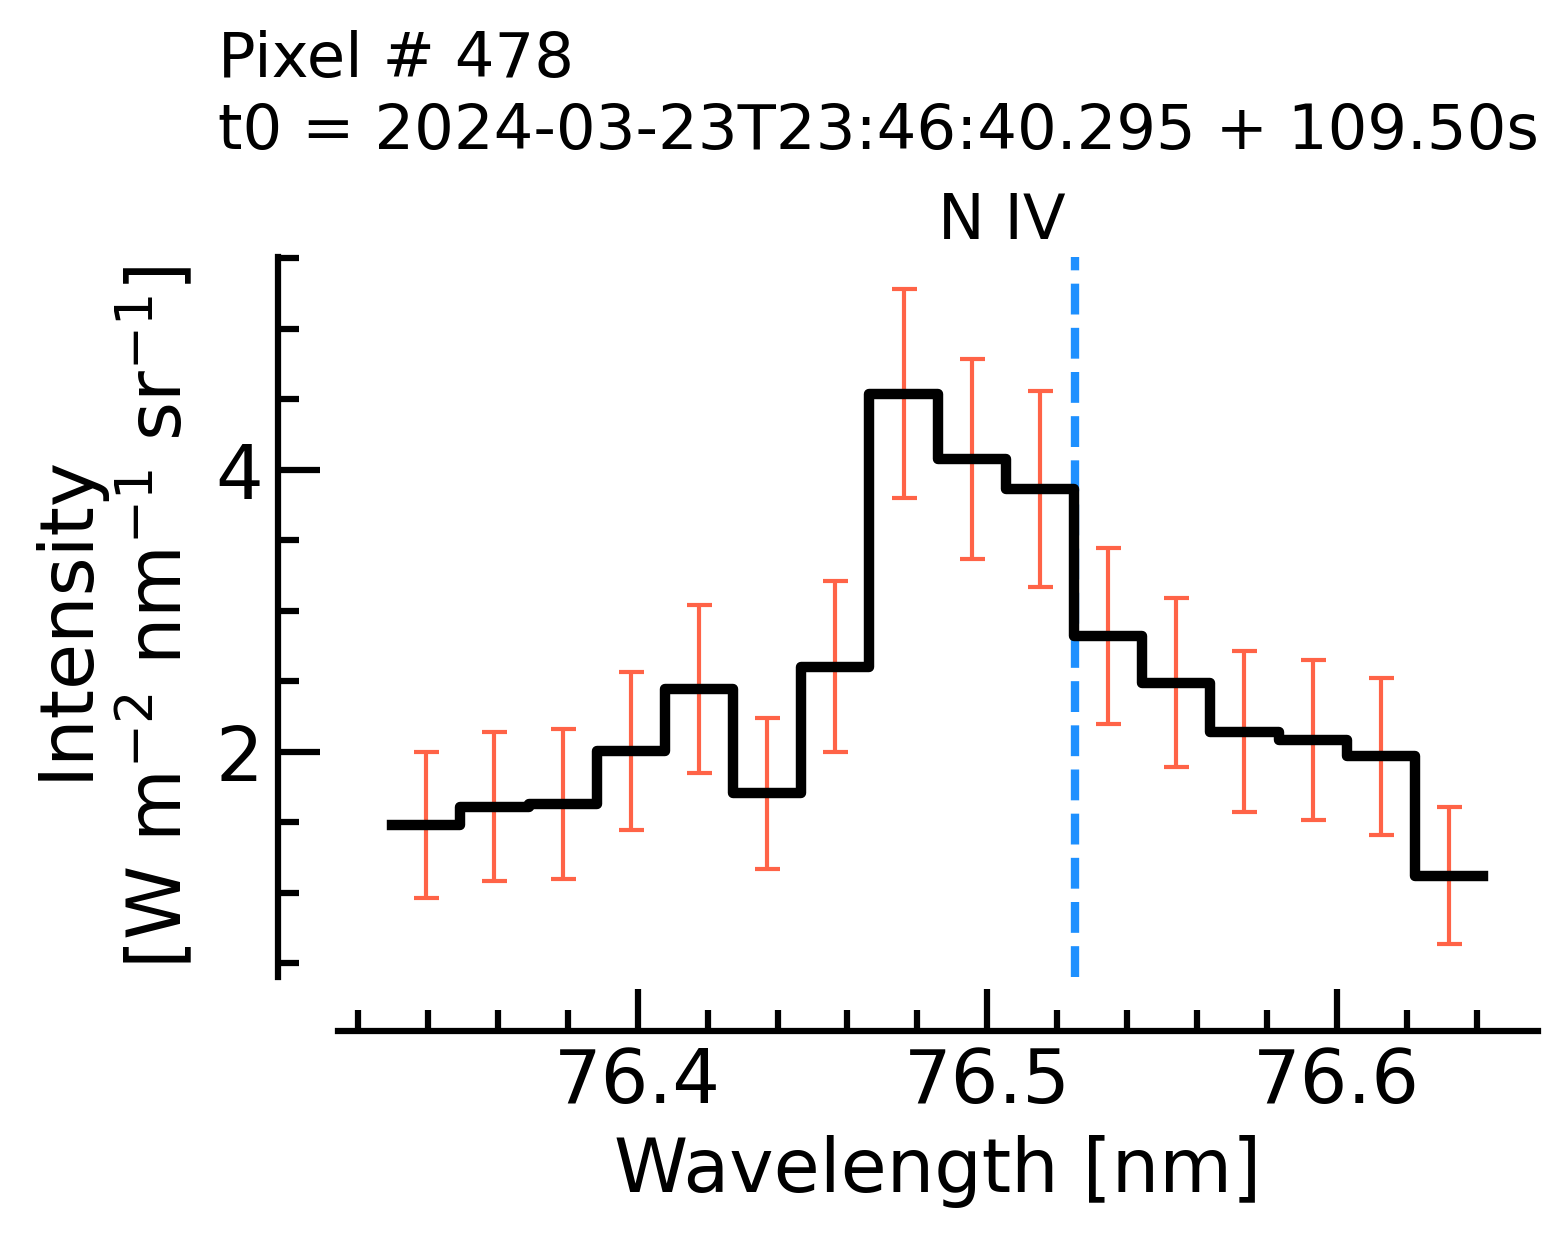 Pixel # 478
t0 = 2024-03-23T23:46:40.295 + 109.50s
N IV
Intensity
[W m⁻² nm⁻¹ sr⁻¹]
4
2
76.4 76.5 76.6
Wavelength [nm]